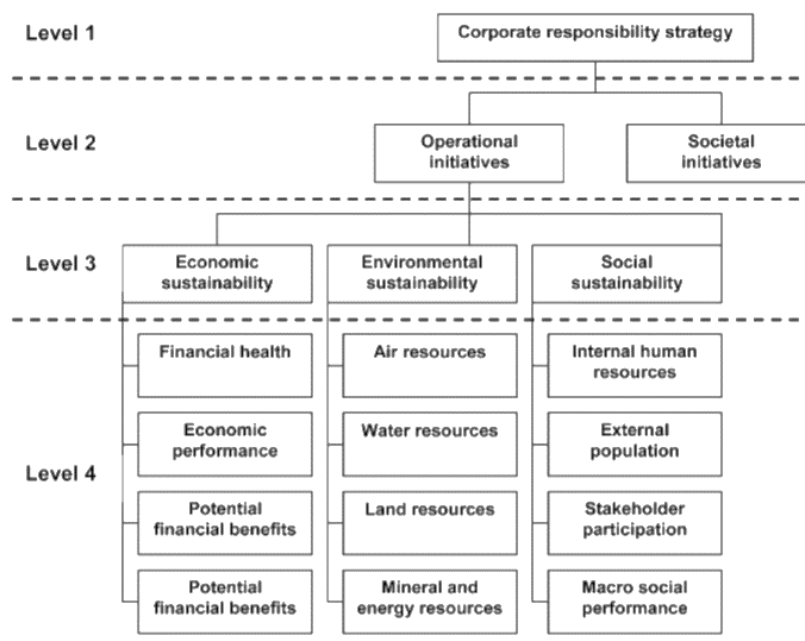 Level 1
Corporate responsibility strategy
Level 2
Operational
initiatives
Societal
initiatives
Level 3
Economic
sustainability
Environmental
sustainability
Social
sustainability
Level 4
Financial health
Air resources
Internal human
resources
Economic
performance
Water resources
External
population
Potential
financial benefits
Land resources
Stakeholder
participation
Potential
financial benefits
Mineral and
energy resources
Macro social
performance